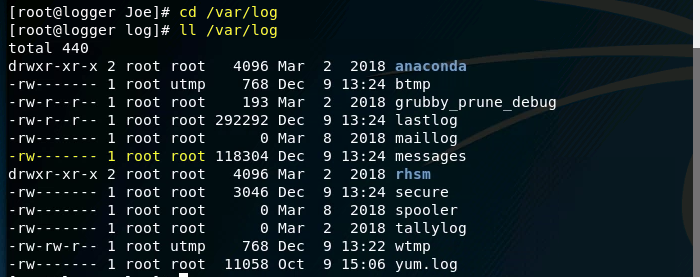 [root@logger Joe]# cd /var/log
[root@logger log]# ll /var/log
total 440
drwxr-xr-x 2 root root   4096 Mar  2  2018 anaconda
-rw------- 1 root utmp    768 Dec  9 13:24 btmp
-rw-r--r-- 1 root root    193 Mar  2  2018 grubby_prune_debug
-rw-r--r-- 1 root root 292292 Dec  9 13:24 lastlog
-rw------- 1 root root      0 Mar  8  2018 maillog
-rw------- 1 root root 118304 Dec  9 13:24 messages
drwxr-xr-x 2 root root   4096 Mar  2  2018 rhsm
-rw------- 1 root root   3046 Dec  9 13:24 secure
-rw------- 1 root root      0 Mar  8  2018 spooler
-rw------- 1 root root      0 Mar  2  2018 tallylog
-rw-rw-r-- 1 root utmp    768 Dec  9 13:22 wtmp
-rw------- 1 root root  11058 Oct  9 15:06 yum.log